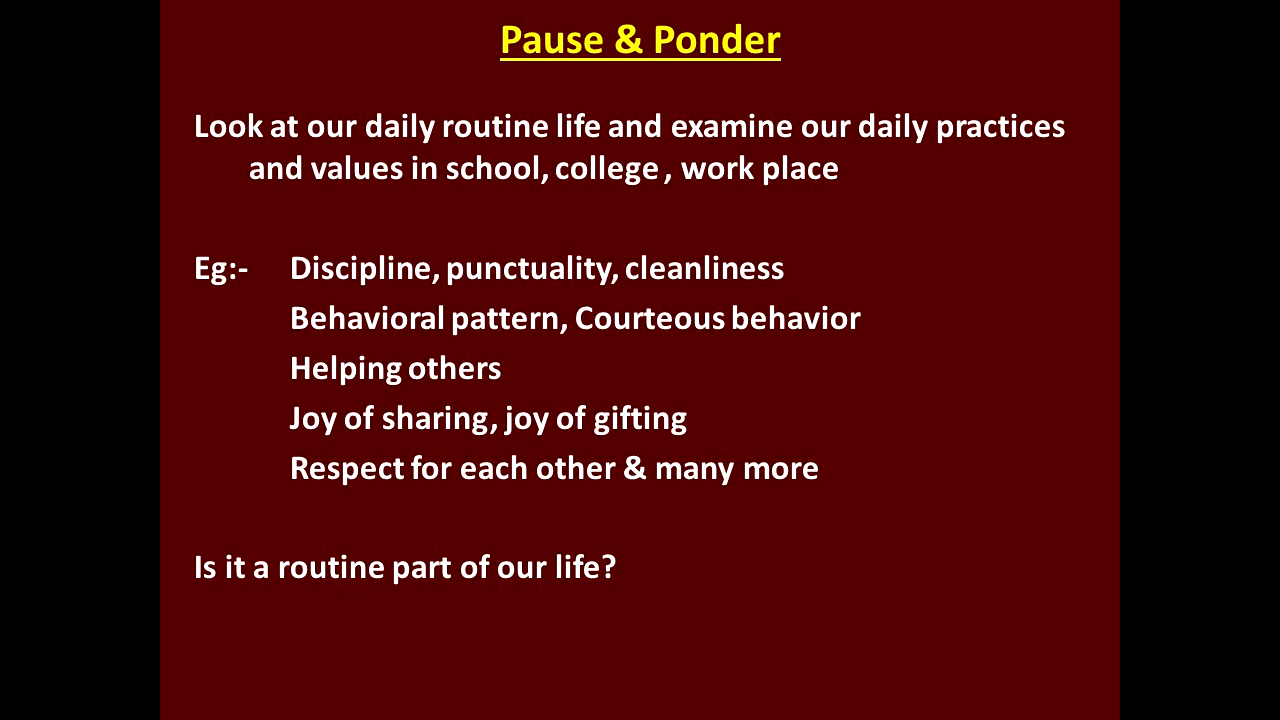 Pause & Ponder
Look at our daily routine life and examine our daily practices
and values in school, college , work place
Eg:- Discipline, punctuality, cleanliness
Behavioral pattern, Courteous behavior
Helping others
Joy of sharing, joy of gifting
Respect for each other & many more
Is it a routine part of our life?